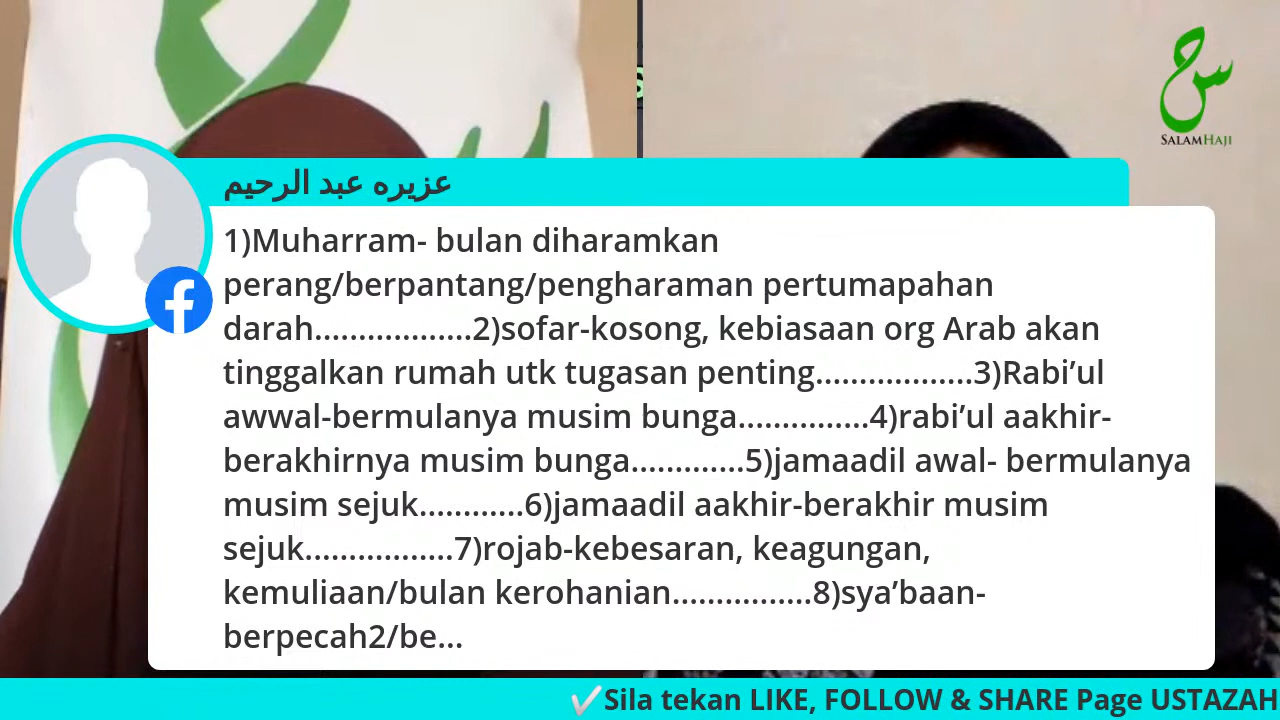 سح
SALAMHAJI
عزيره عبد الرحيم
1)Muharram- bulan diharamkan
perang/berpantang/pengharaman pertumapahan
darah..................2)sofar-kosong, kebiasaan org Arab akan
tinggalkan rumah utk tugasan penting..................3)Rabi’ul
awwal-bermulanya musim bunga...............4)rabi’ul aakhir-
berakhirnya musim bunga.............5)jamaadil awal- bermulanya
musim sejuk............6)jamaadil aakhir-berakhir musim
sejuk.................7)rojab-kebesaran, keagungan,
kemuliaan/bulan kerohanian................8)sya’baan-
berpecah2/be...
✔Sila tekan LIKE, FOLLOW & SHARE Page USTAZAH